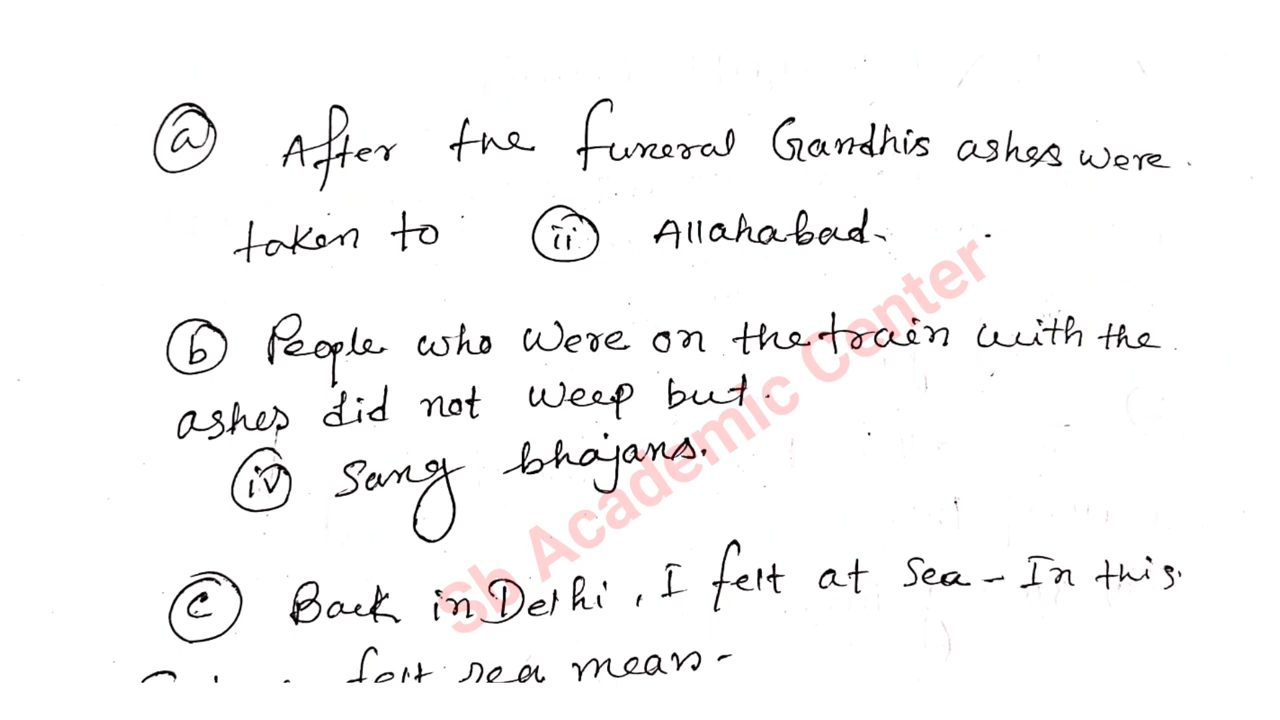 (a) After the funeral Gandhis ashes were
taken to (ii) Allahabad.
(b) People who were on the train with the
ashes did not weep but.
(iv) Sang bhajans.
(c) Back in Delhi, I felt at sea - In this.
felt sea mean -
Sb Academic Center